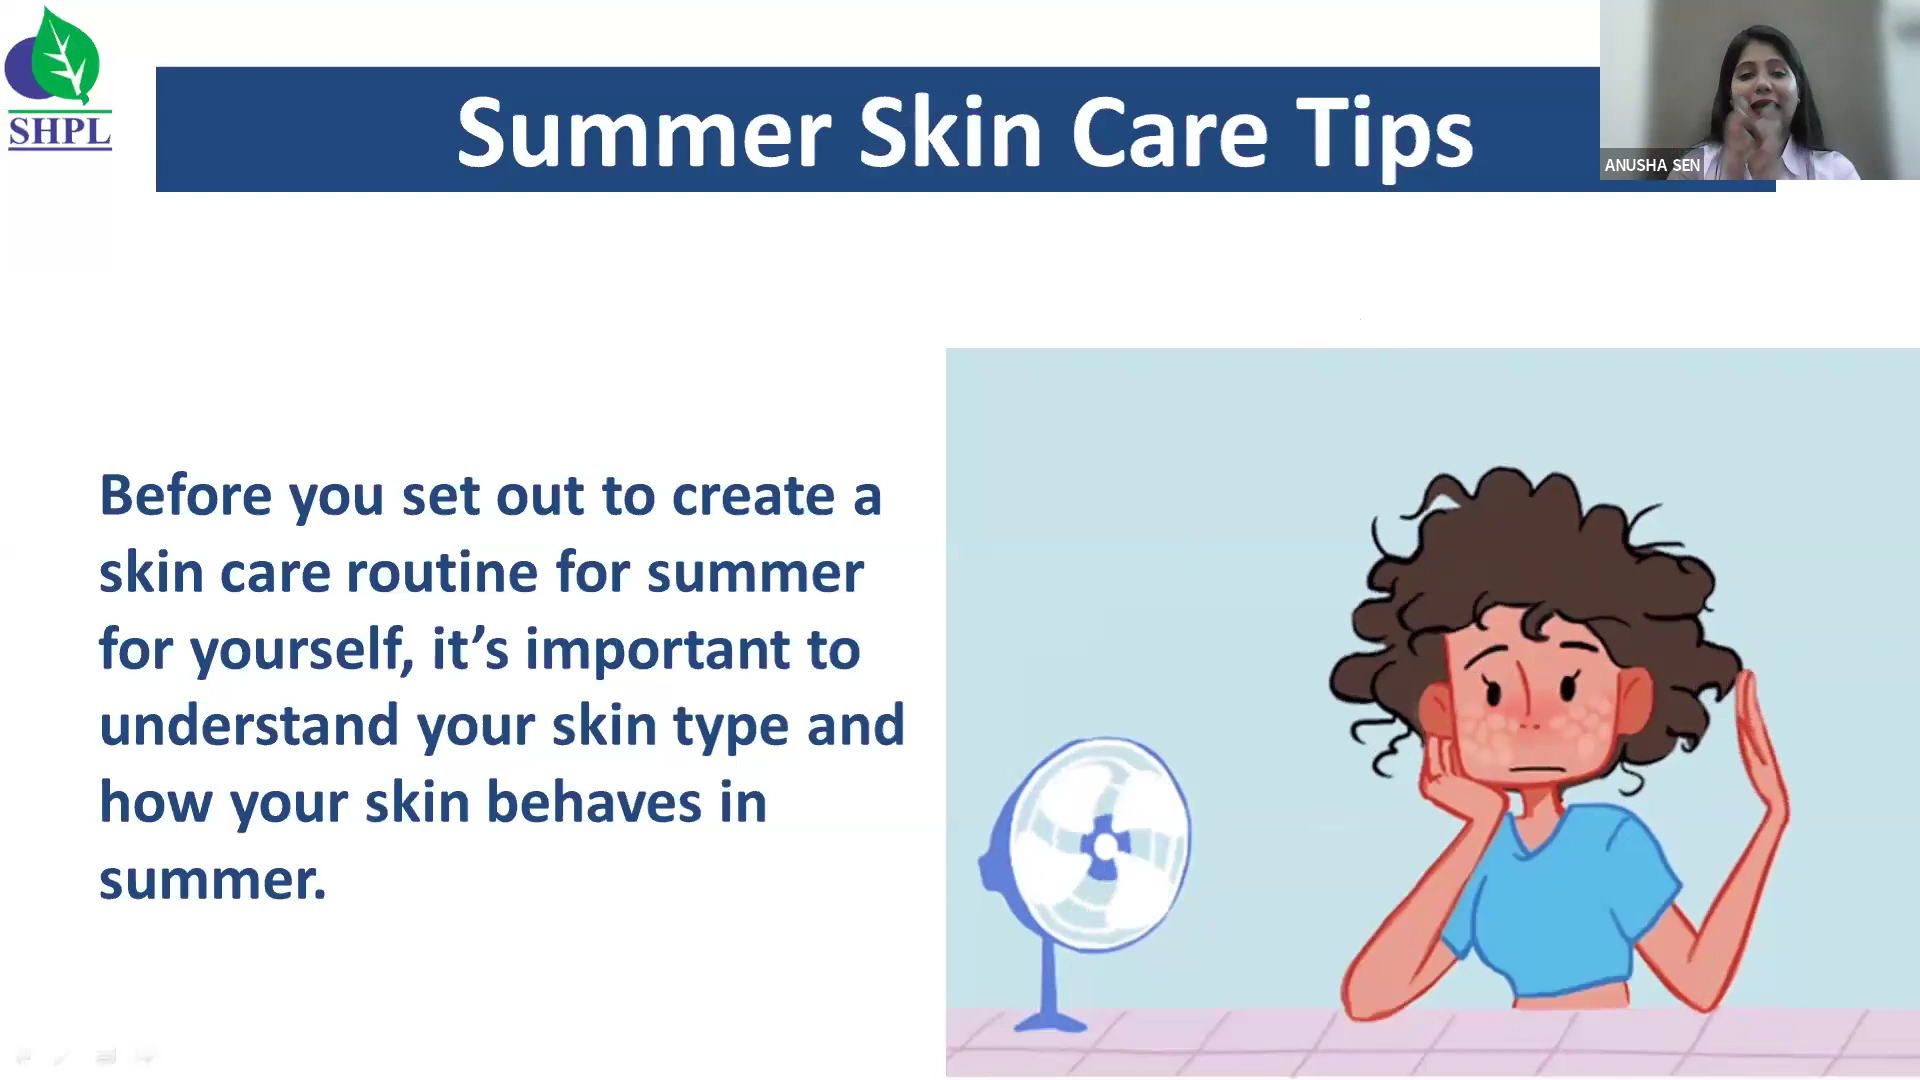 SHPL
Summer Skin Care Tips
ANUSHA SEN
Before you set out to create a
skin care routine for summer
for yourself, it’s important to
understand your skin type and
how your skin behaves in
summer.